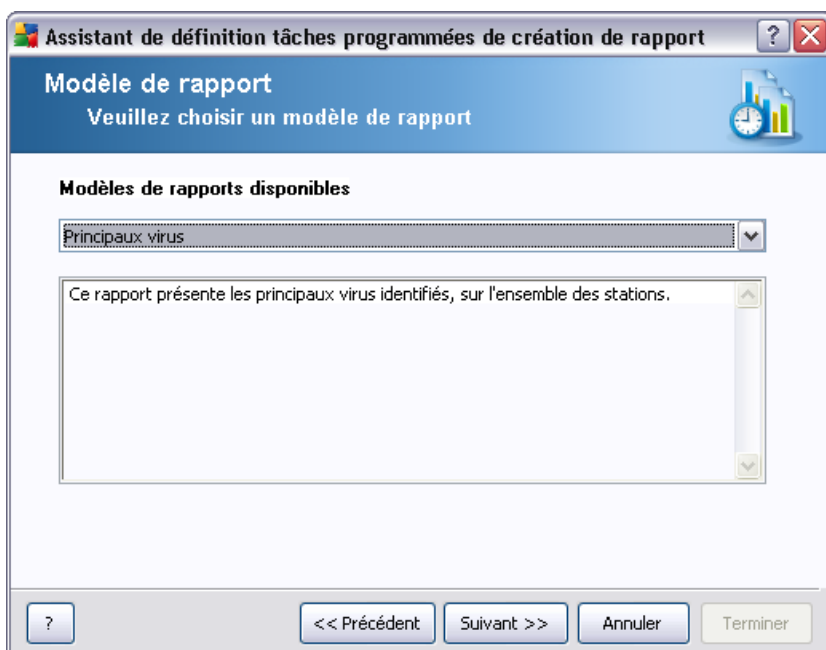 Assistant de définition tâches programmées de création de rapport ?
Modèle de rapport
Veuillez choisir un modèle de rapport
Modèles de rapports disponibles
Principaux virus
Ce rapport présente les principaux virus identifiés, sur l'ensemble des stations.
? << Précédent Suivant >> Annuler Terminer